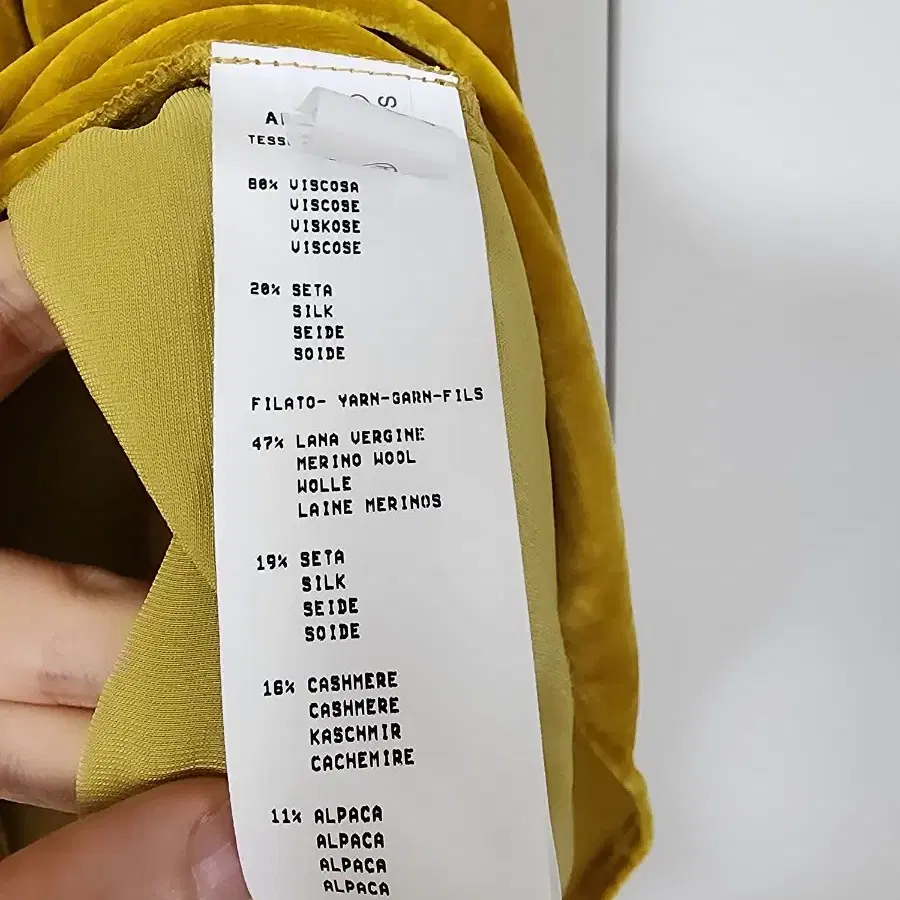 S
80% VISCOSA
VISCOSE
VISKOSE
VISCOSE
20% SETA
SILK
SEIDE
SOIDE
FILATO- YARN-GARN-FILS
47% LANA VERGINE
MERINO WOOL
WOLLE
LAINE MERINOS
19% SETA
SILK
SEIDE
SOIDE
16% CASHMERE
CASHMERE
KASCHMIR
CACHEMIRE
11% ALPACA
ALPACA
ALPACA
ALPACA